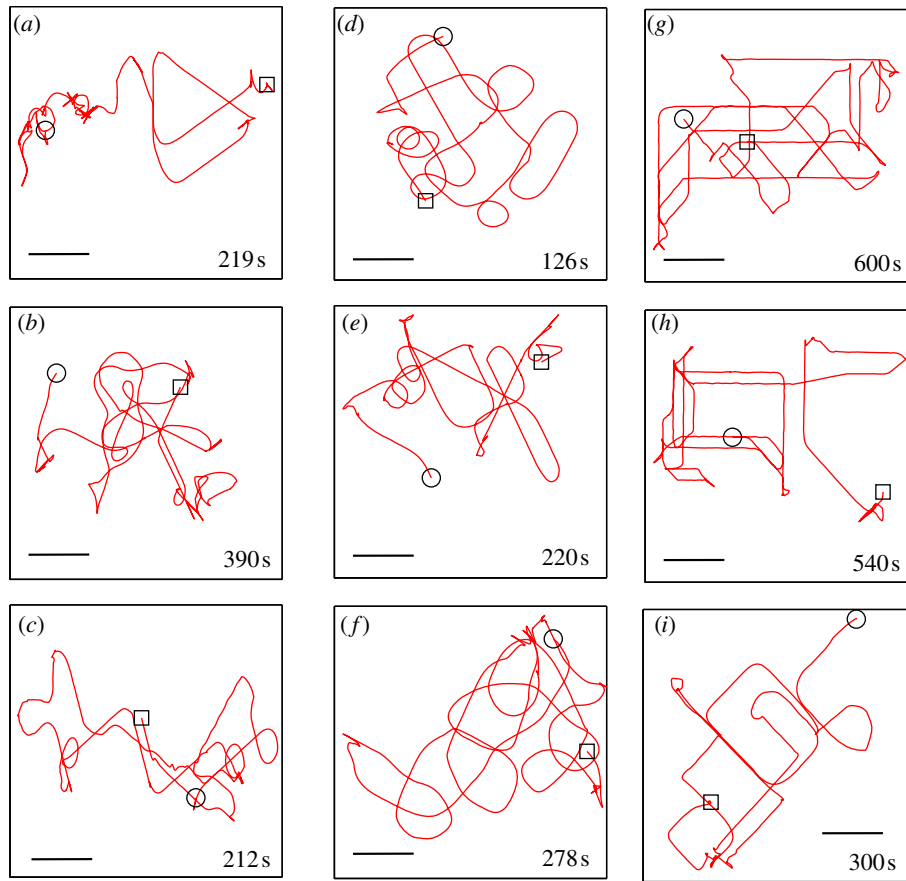 (a)
219 s
(d)
126 s
(g)
600 s
(b)
390 s
(e)
220 s
(h)
540 s
(c)
212 s
(f)
278 s
(i)
300 s